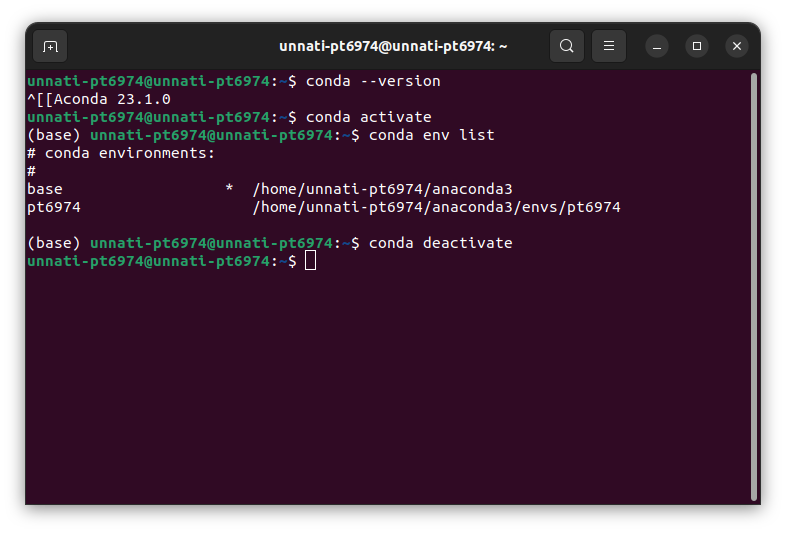 unnati-pt6974@unnati-pt6974: ~
unnati-pt6974@unnati-pt6974:~$ conda --version
^[[Aconda 23.1.0
unnati-pt6974@unnati-pt6974:~$ conda activate
(base) unnati-pt6974@unnati-pt6974:~$ conda env list
# conda environments:
#
base                  *  /home/unnati-pt6974/anaconda3
pt6974                   /home/unnati-pt6974/anaconda3/envs/pt6974
(base) unnati-pt6974@unnati-pt6974:~$ conda deactivate
unnati-pt6974@unnati-pt6974:~$